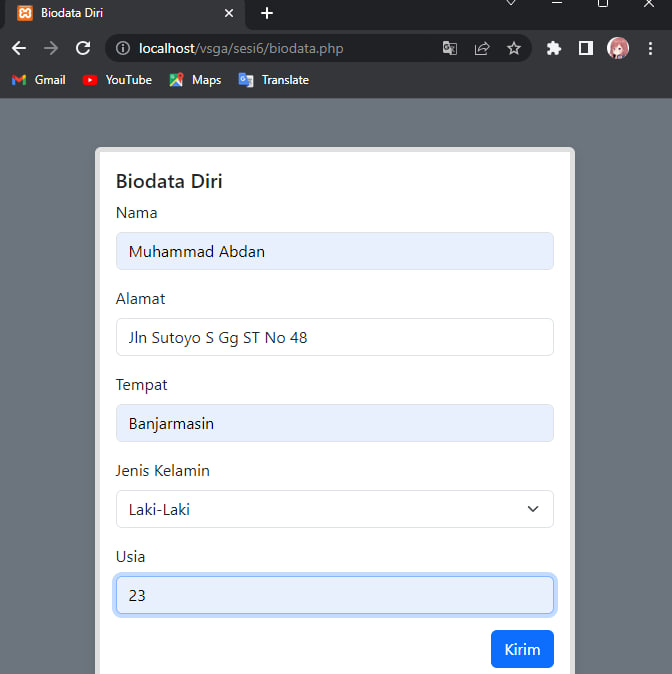 Biodata Diri
localhost/vsga/sesi6/biodata.php
Gmail YouTube Maps Translate
Biodata Diri
Nama
Muhammad Abdan
Alamat
Jln Sutoyo S Gg ST No 48
Tempat
Banjarmasin
Jenis Kelamin
Laki-Laki
Usia
23
Kirim